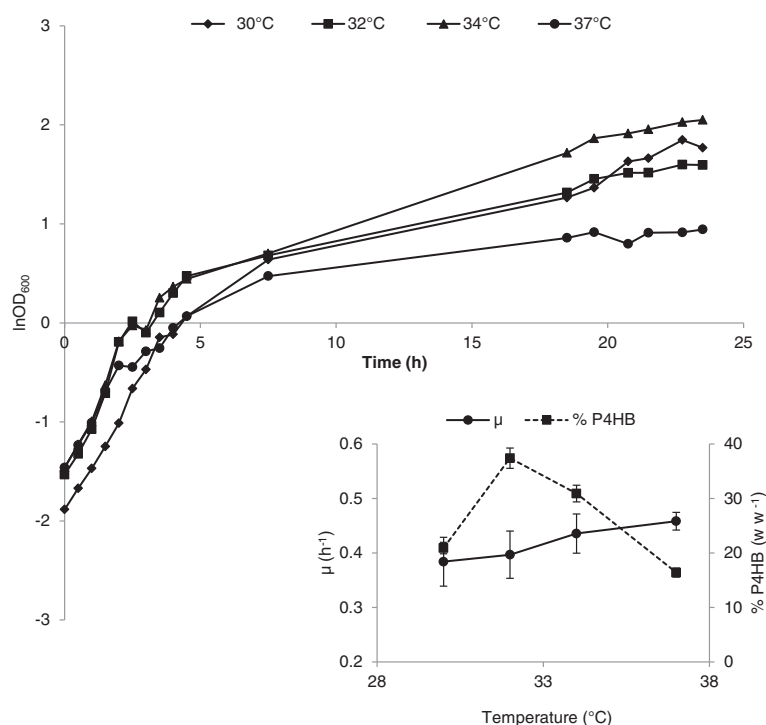 30°C 32°C 34°C 37°C
3
2
1
0
-1
-2
-3
lnOD600
0 5 10 15 20 25
Time (h)
μ % P4HB
0.6
0.5
0.4
0.3
0.2
μ (h-1)
40
30
20
10
0
% P4HB (w w-1)
28 33 38
Temperature (°C)